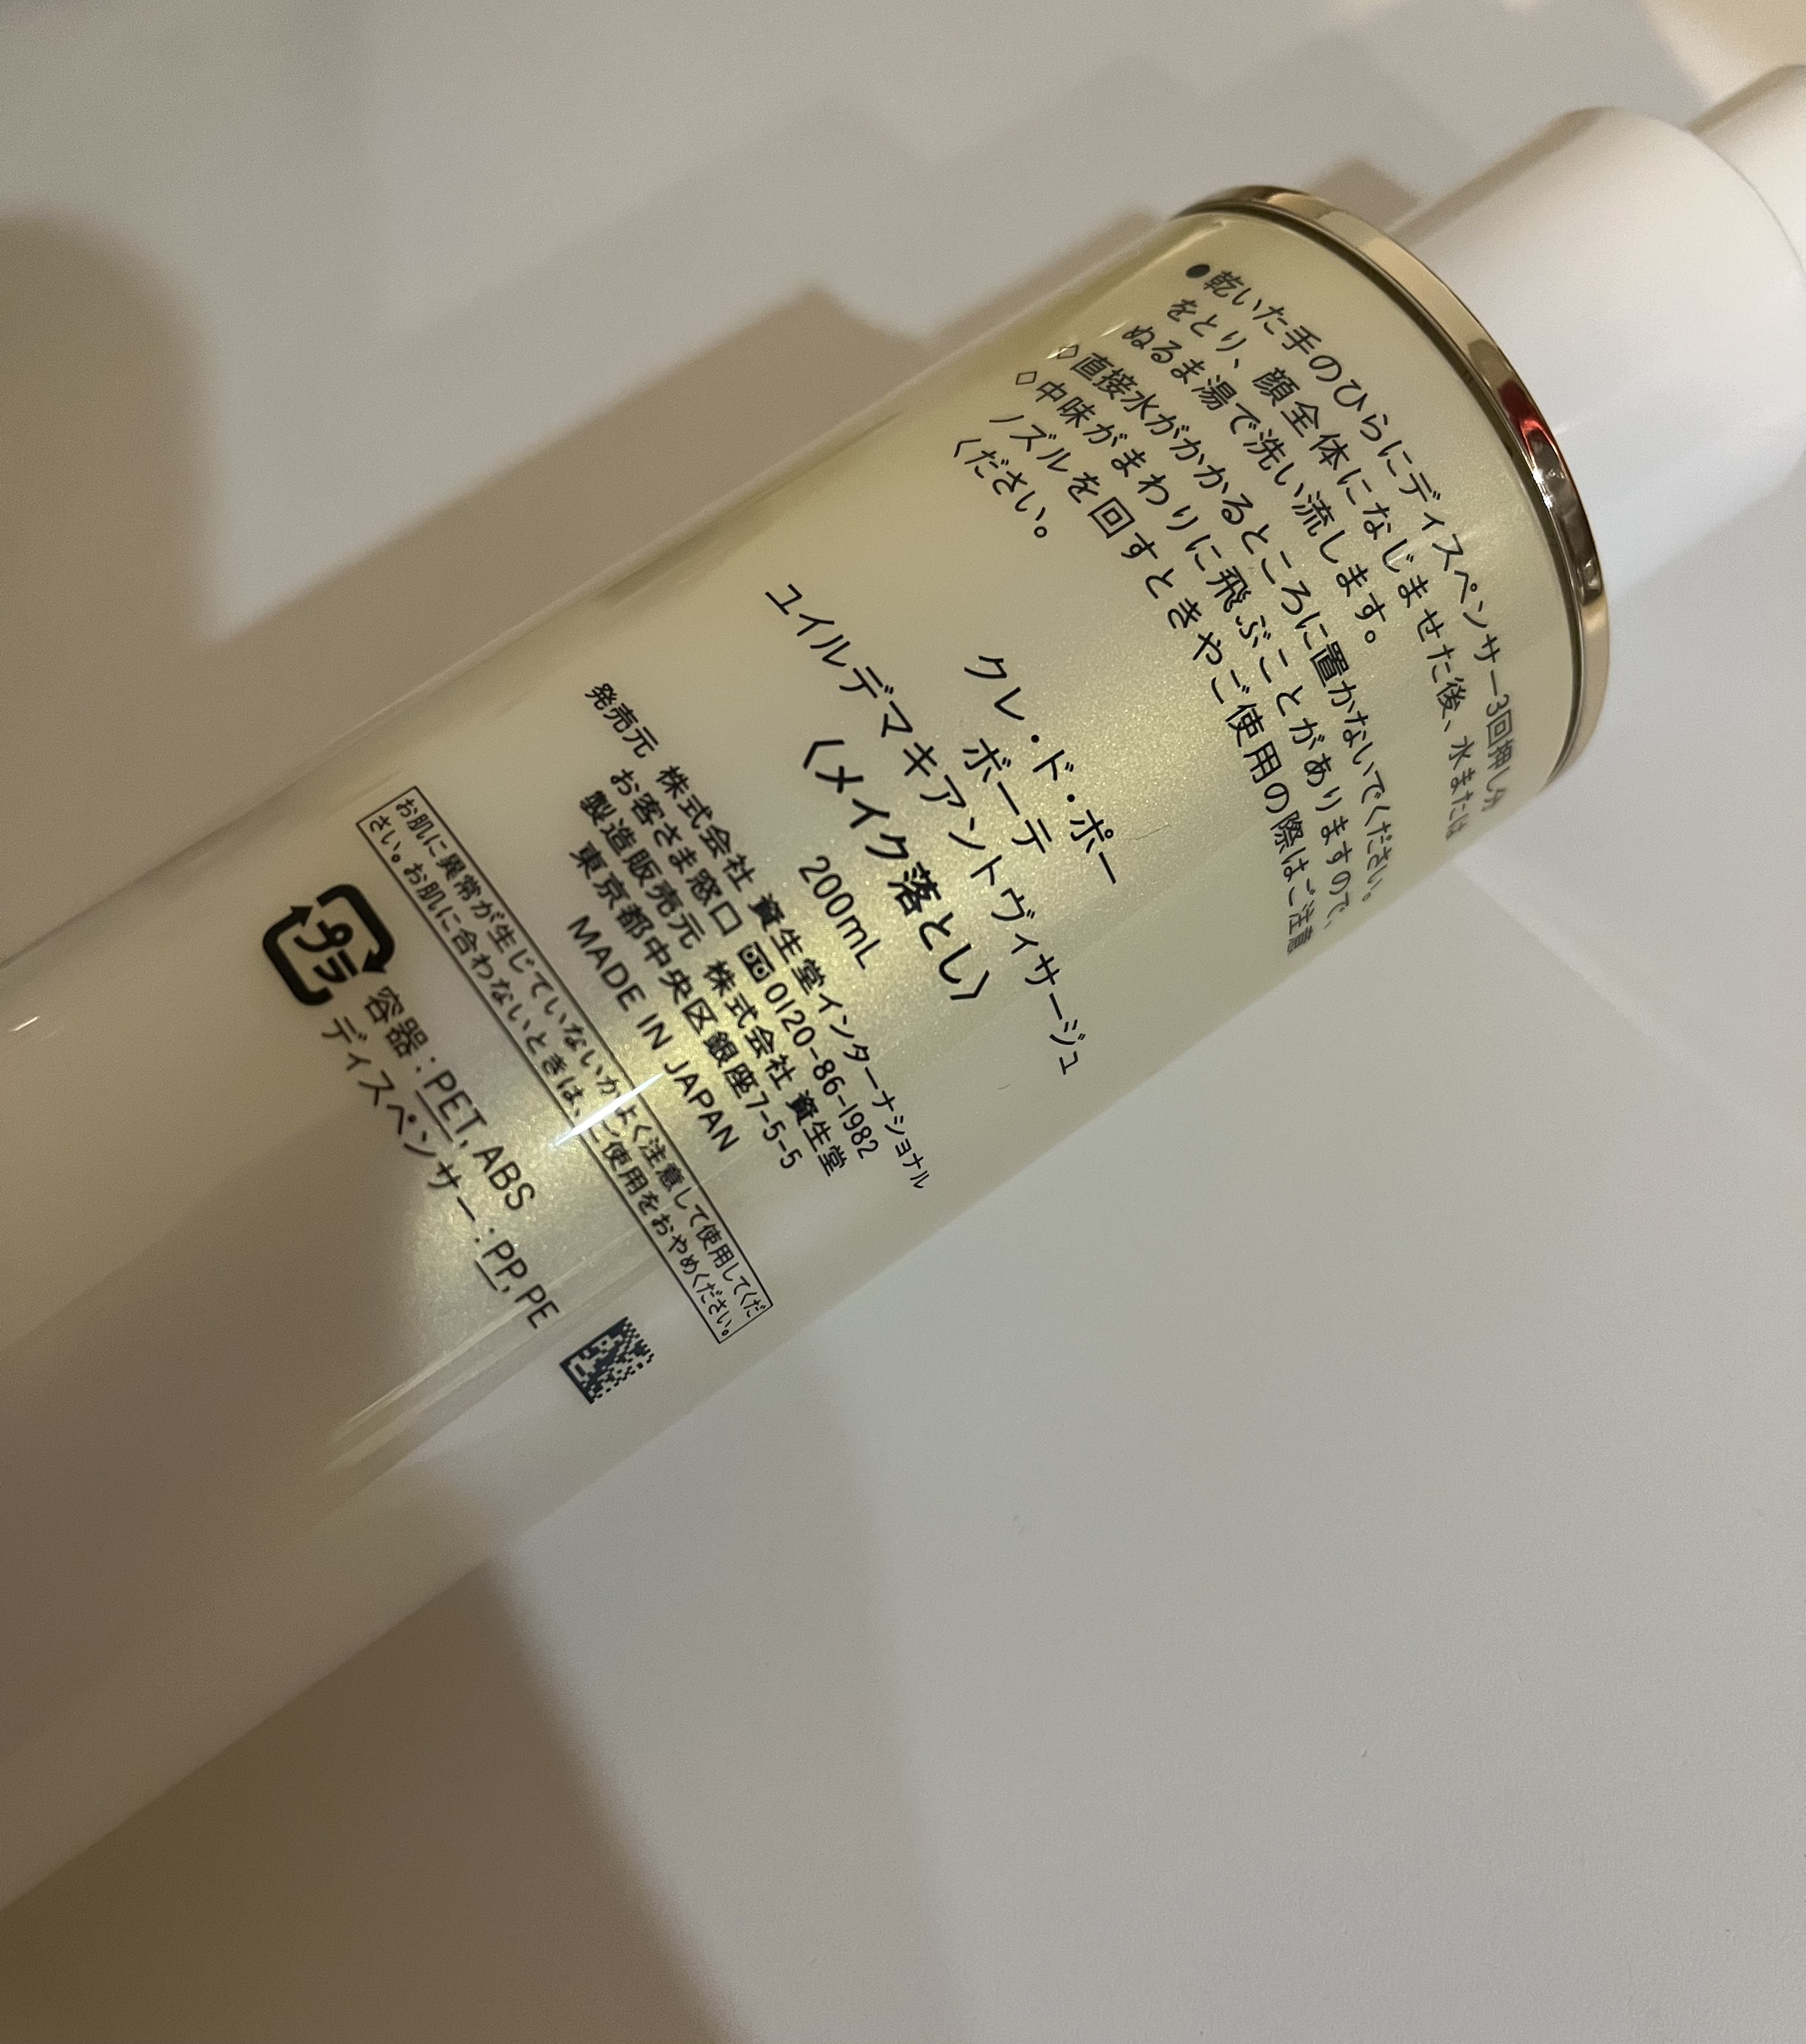 ●乾いた手のひらにディスペンサー3回押し分
をとり、顔全体になじませた後、水または
ぬるま湯で洗い流します。
◇直接水がかかるところに置かないでください。
◇中味がまわりに飛ぶことがありますので、
ノズルを回すときやご使用の際はご注意
ください。
クレ・ド・ポー
ボーテ
ユイルデマキアントヴィサージュ
〈メイク落とし〉
200mL
発売元 株式会社 資生堂インターナショナル
お客さま窓口 0120-86-1982
製造販売元 株式会社 資生堂
東京都中央区銀座7-5-5
MADE IN JAPAN
お肌に異常が生じていないかよく注意して使用してくだ
さい。お肌に合わないときは、ご使用をおやめください。
プラ 容器:PET, ABS
ディスペンサー:PP, PE